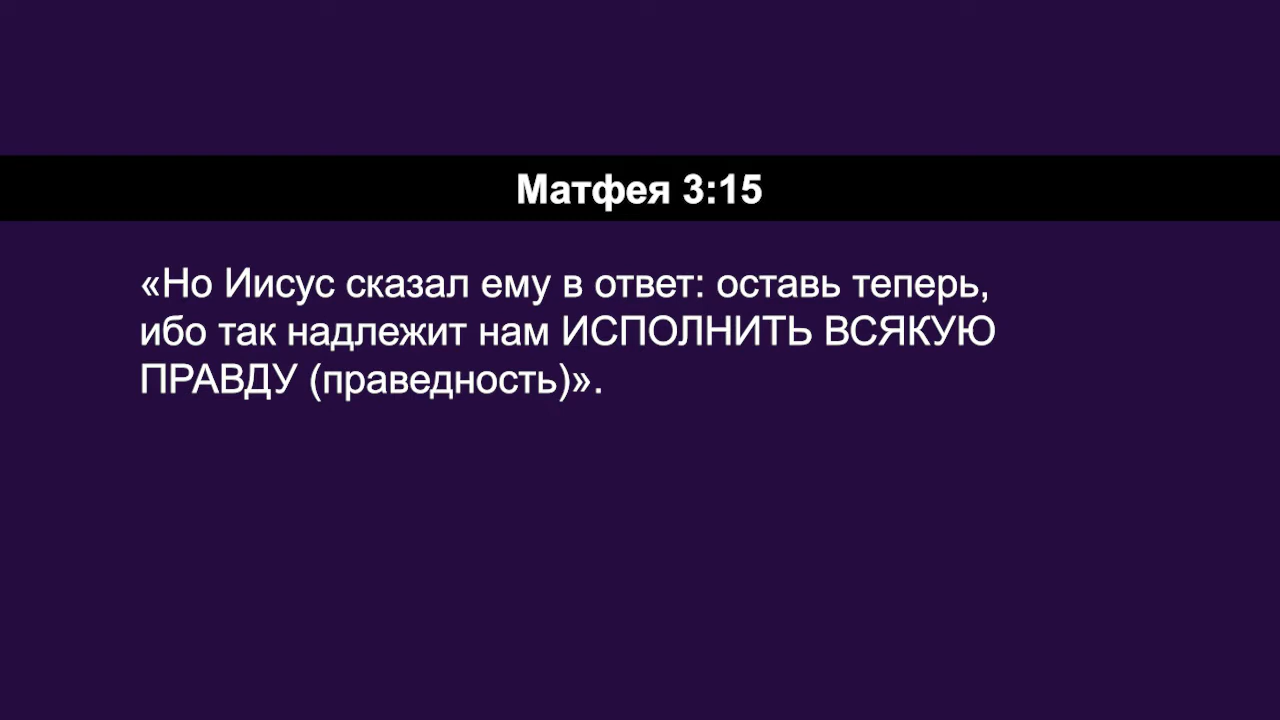 Матфея 3:15
«Но Иисус сказал ему в ответ: оставь теперь,
ибо так надлежит нам ИСПОЛНИТЬ ВСЯКУЮ
ПРАВДУ (праведность)».